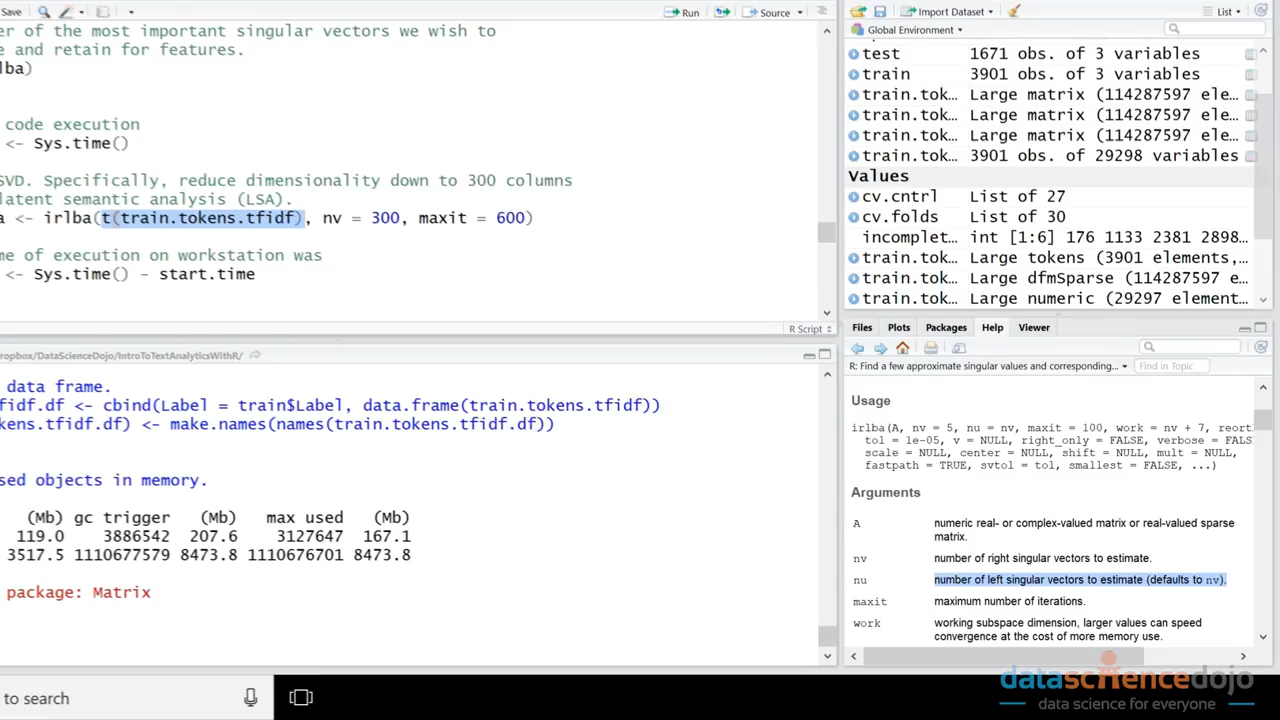 Save
Run
Source
er of the most important singular vectors we wish to
e and retain for features.
lba)
code execution
<- Sys.time()
SVD. Specifically, reduce dimensionality down to 300 columns
latent semantic analysis (LSA).
a <- irlba(t(train.tokens.tfidf), nv = 300, maxit = 600)
me of execution on workstation was
<- Sys.time() - start.time
R Script
ropbox/DataScienceDojo/IntroToTextAnalyticsWithR/
data frame.
fidf.df <- cbind(Label = train$Label, data.frame(train.tokens.tfidf))
kens.tfidf.df) <- make.names(names(train.tokens.tfidf.df))
sed objects in memory.
(Mb) gc trigger (Mb) max used (Mb)
119.0 3886542 207.6 3127647 167.1
3517.5 1110677579 8473.8 1110676701 8473.8
package: Matrix
to search
Import Dataset
List
Global Environment
test 1671 obs. of 3 variables
train 3901 obs. of 3 variables
train.tok… Large matrix (114287597 ele…
train.tok… Large matrix (114287597 ele…
train.tok… Large matrix (114287597 ele…
train.tok… 3901 obs. of 29298 variables
Values
cv.cntrl List of 27
cv.folds List of 30
incomplet… int [1:6] 176 1133 2381 2898…
train.tok… Large tokens (3901 elements,…
train.tok… Large dfmSparse (114287597 e…
train.tok… Large numeric (29297 element…
Files Plots Packages Help Viewer
R: Find a few approximate singular values and corresponding... Find in Topic
Usage
irlba(A, nv = 5, nu = nv, maxit = 100, work = nv + 7, reort
tol = 1e-05, v = NULL, right_only = FALSE, verbose = FALS
scale = NULL, center = NULL, shift = NULL, mult = NULL,
fastpath = TRUE, svtol = tol, smallest = FALSE, ...)
Arguments
A numeric real- or complex-valued matrix or real-valued sparse
matrix.
nv number of right singular vectors to estimate.
nu number of left singular vectors to estimate (defaults to nv).
maxit maximum number of iterations.
work working subspace dimension, larger values can speed
convergence at the cost of more memory use.
datasciencedojo
data science for everyone